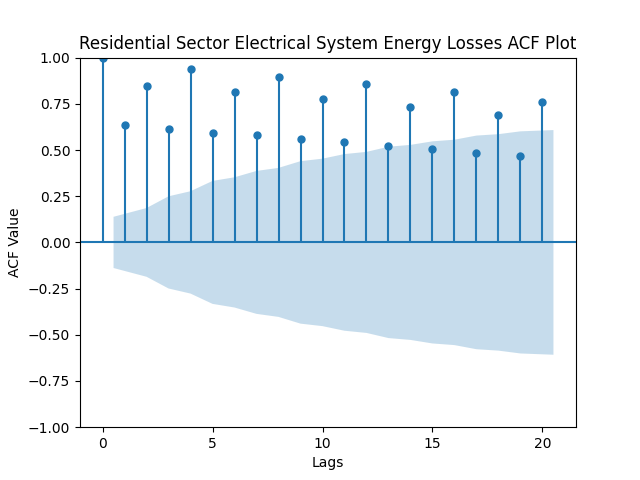 Residential Sector Electrical System Energy Losses ACF Plot
1.00
0.75
0.50
0.25
0.00
−0.25
−0.50
−0.75
−1.00
ACF Value
0 5 10 15 20
Lags